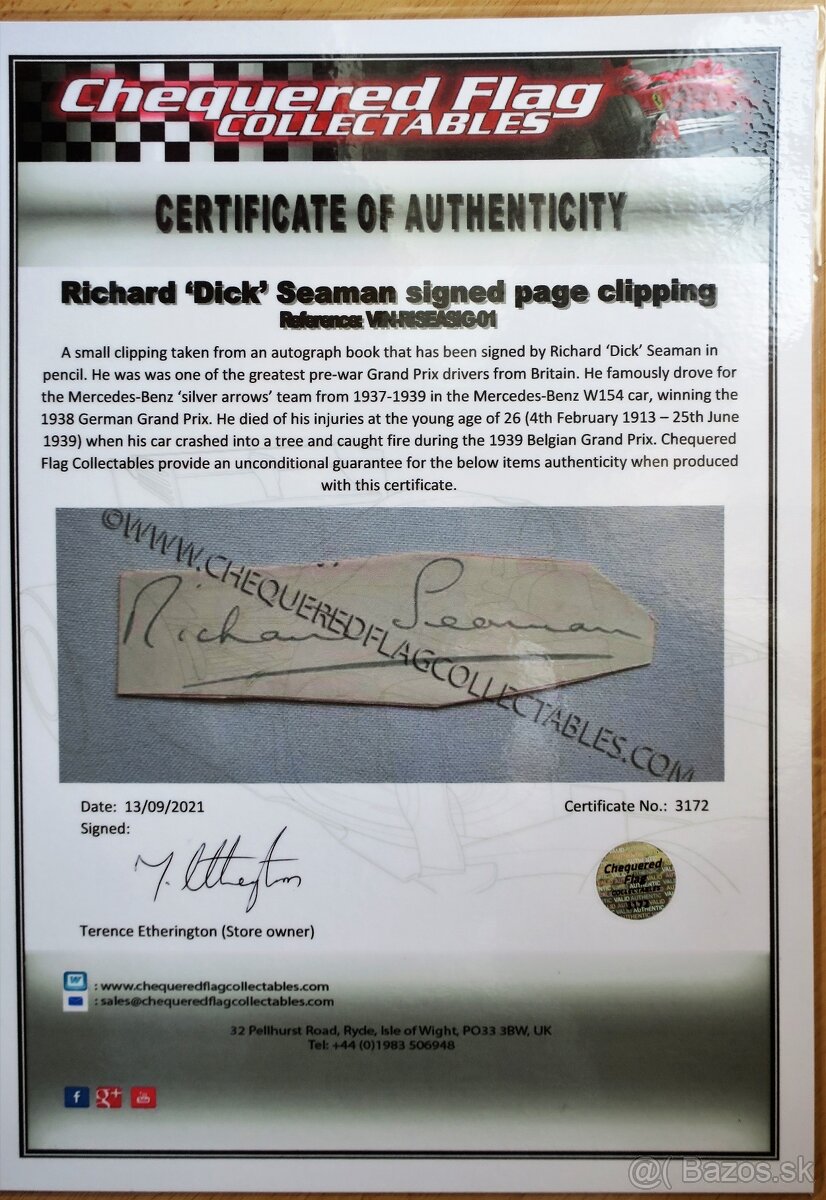 Chequered Flag
COLLECTABLES
CERTIFICATE OF AUTHENTICITY
Richard ‘Dick’ Seaman signed page clipping
Reference: VIN-RISEASIG-01
A small clipping taken from an autograph book that has been signed by Richard ‘Dick’ Seaman in
pencil. He was was one of the greatest pre-war Grand Prix drivers from Britain. He famously drove for
the Mercedes-Benz ‘silver arrows’ team from 1937-1939 in the Mercedes-Benz W154 car, winning the
1938 German Grand Prix. He died of his injuries at the young age of 26 (4th February 1913 – 25th June
1939) when his car crashed into a tree and caught fire during the 1939 Belgian Grand Prix. Chequered
Flag Collectables provide an unconditional guarantee for the below items authenticity when produced
with this certificate.
©WWW.CHEQUEREDFLAGCOLLECTABLES.COM
Richard Seaman
Date: 13/09/2021
Certificate No.: 3172
Signed:
T. Etherington
Chequered
Flag
COLLECTABLES
Terence Etherington (Store owner)
: www.chequeredflagcollectables.com
: sales@chequeredflagcollectables.com
32 Pellhurst Road, Ryde, Isle of Wight, PO33 3BW, UK
Tel: +44 (0)1983 506948
f g+ You
@( Bazos.sk